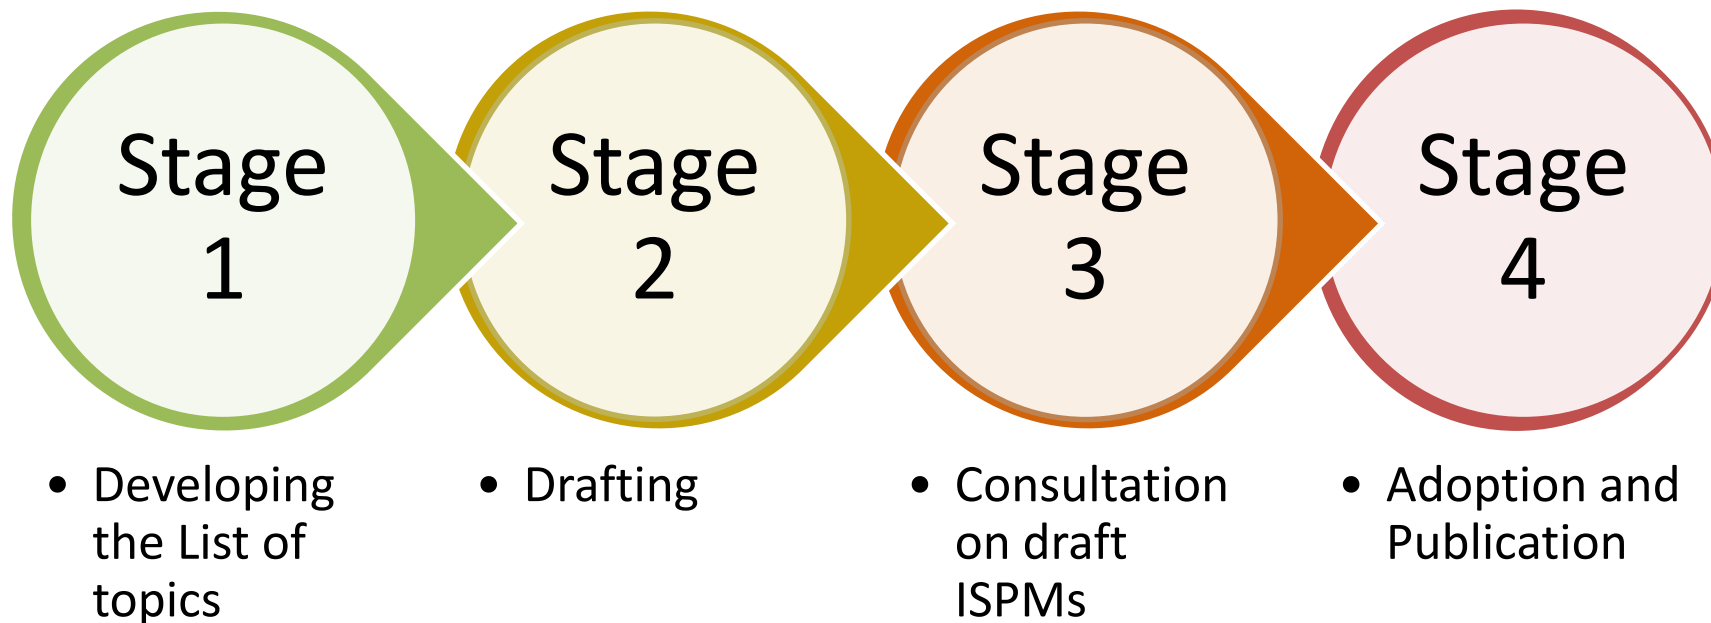 Stage
1
• Developing
the List of
topics
Stage
2
• Drafting
Stage
3
• Consultation
on draft
ISPMs
Stage
4
• Adoption and
Publication